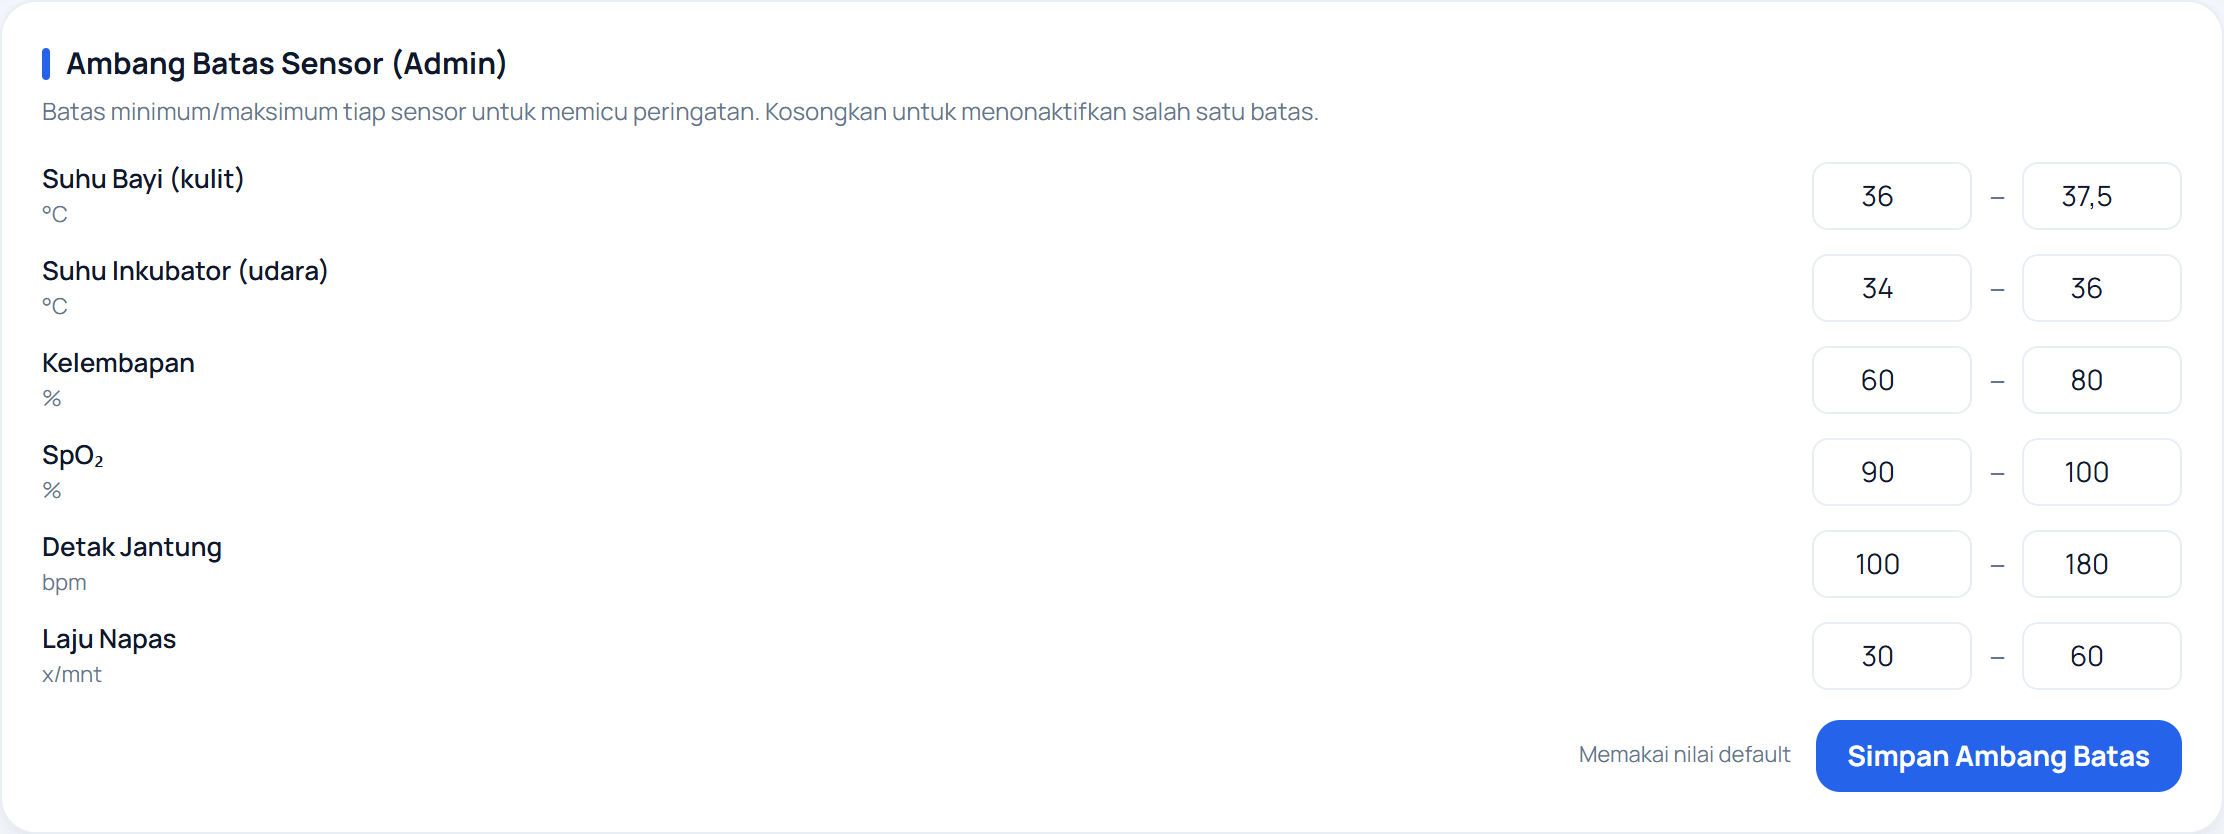 Ambang Batas Sensor (Admin)
Batas minimum/maksimum tiap sensor untuk memicu peringatan. Kosongkan untuk menonaktifkan salah satu batas.
Suhu Bayi (kulit)
°C
36 – 37,5
Suhu Inkubator (udara)
°C
34 – 36
Kelembapan
%
60 – 80
SpO₂
%
90 – 100
Detak Jantung
bpm
100 – 180
Laju Napas
x/mnt
30 – 60
Memakai nilai default
Simpan Ambang Batas